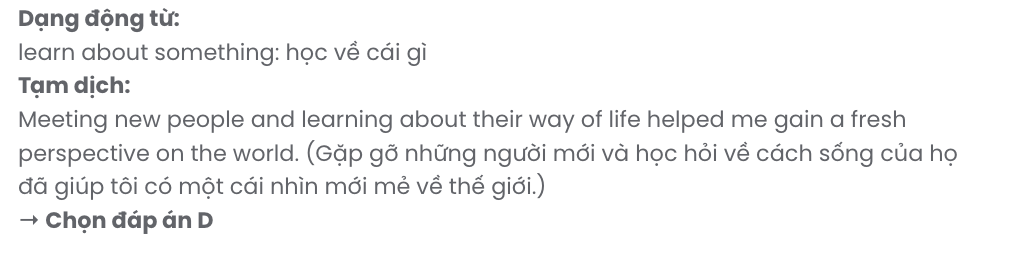 Dạng động từ:
learn about something: học về cái gì
Tạm dịch:
Meeting new people and learning about their way of life helped me gain a fresh
perspective on the world. (Gặp gỡ những người mới và học hỏi về cách sống của họ
đã giúp tôi có một cái nhìn mới mẻ về thế giới.)
→ Chọn đáp án D